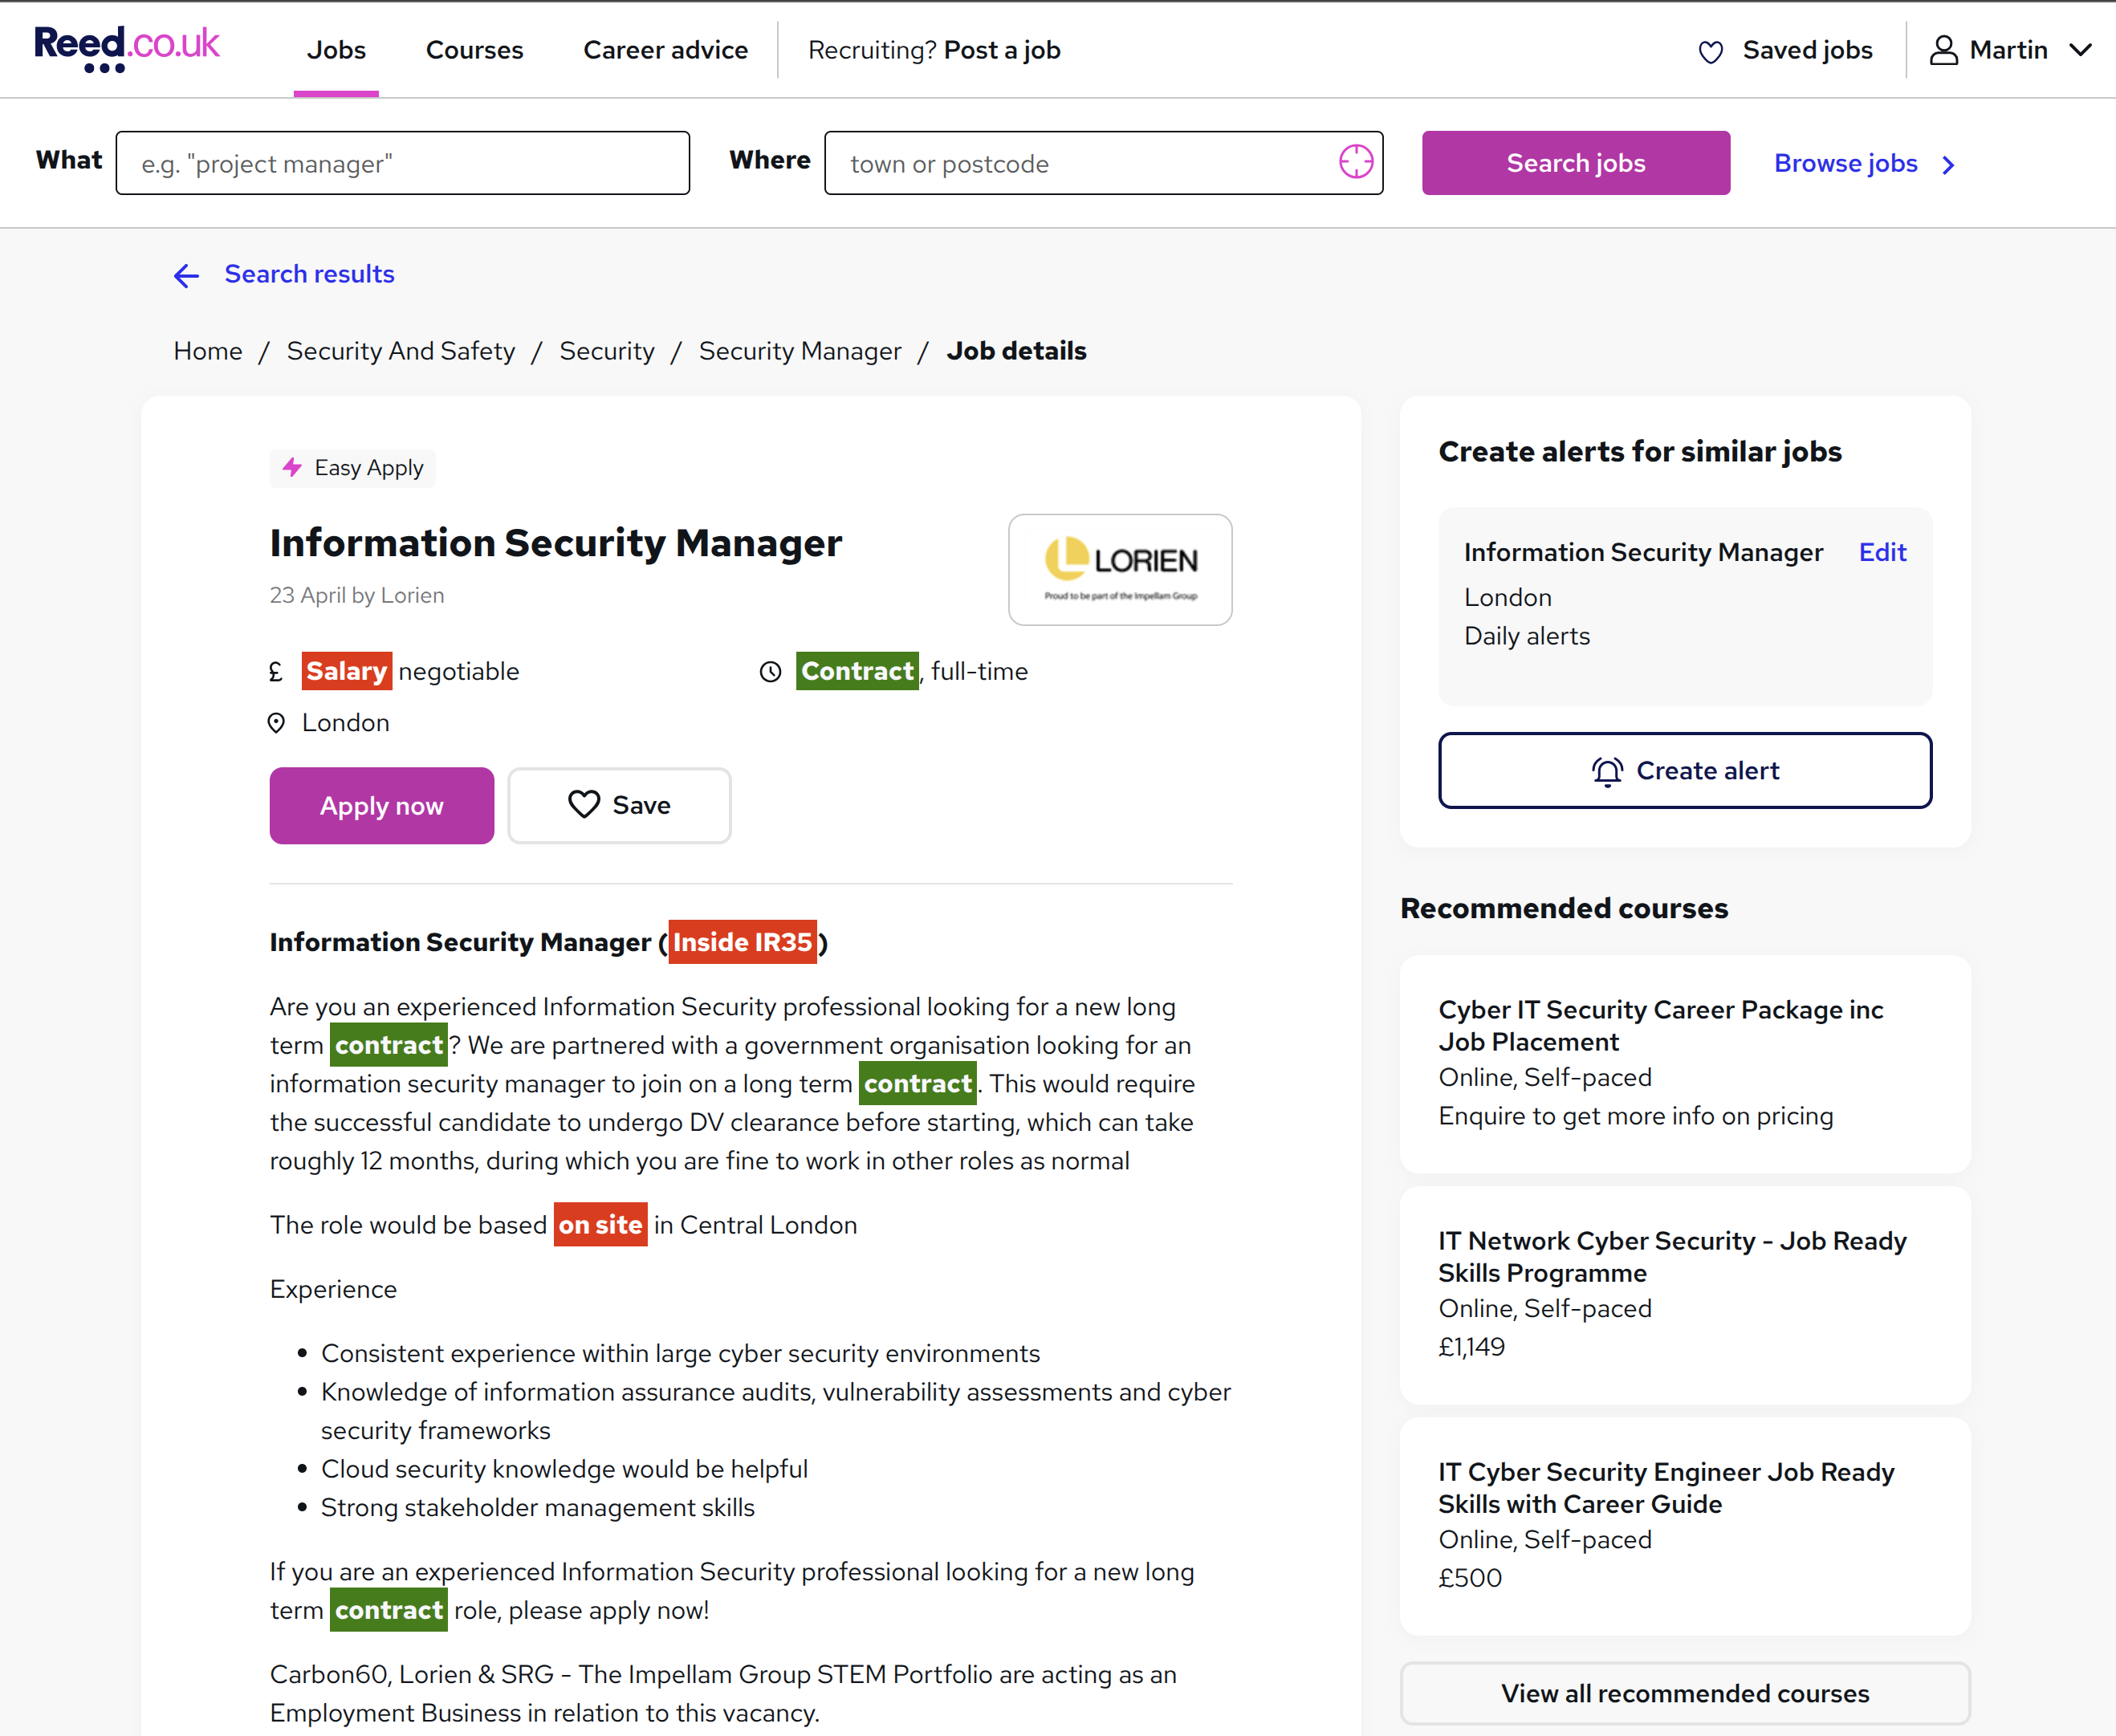 Reed.co.uk
Jobs
Courses
Career advice
Recruiting? Post a job
Saved jobs
Martin
What
e.g. "project manager"
Where
town or postcode
Search jobs
Browse jobs
Search results
Home / Security And Safety / Security / Security Manager / Job details
Easy Apply
Information Security Manager
23 April by Lorien
LORIEN
Proud to be part of the Impellam Group
£ Salary negotiable
Contract, full-time
London
Apply now
Save
Information Security Manager (Inside IR35)
Are you an experienced Information Security professional looking for a new long
term contract? We are partnered with a government organisation looking for an
information security manager to join on a long term contract. This would require
the successful candidate to undergo DV clearance before starting, which can take
roughly 12 months, during which you are fine to work in other roles as normal
The role would be based on site in Central London
Experience
• Consistent experience within large cyber security environments
• Knowledge of information assurance audits, vulnerability assessments and cyber
security frameworks
• Cloud security knowledge would be helpful
• Strong stakeholder management skills
If you are an experienced Information Security professional looking for a new long
term contract role, please apply now!
Carbon60, Lorien & SRG - The Impellam Group STEM Portfolio are acting as an
Employment Business in relation to this vacancy.
Create alerts for similar jobs
Information Security Manager
Edit
London
Daily alerts
Create alert
Recommended courses
Cyber IT Security Career Package inc
Job Placement
Online, Self-paced
Enquire to get more info on pricing
IT Network Cyber Security - Job Ready
Skills Programme
Online, Self-paced
£1,149
IT Cyber Security Engineer Job Ready
Skills with Career Guide
Online, Self-paced
£500
View all recommended courses